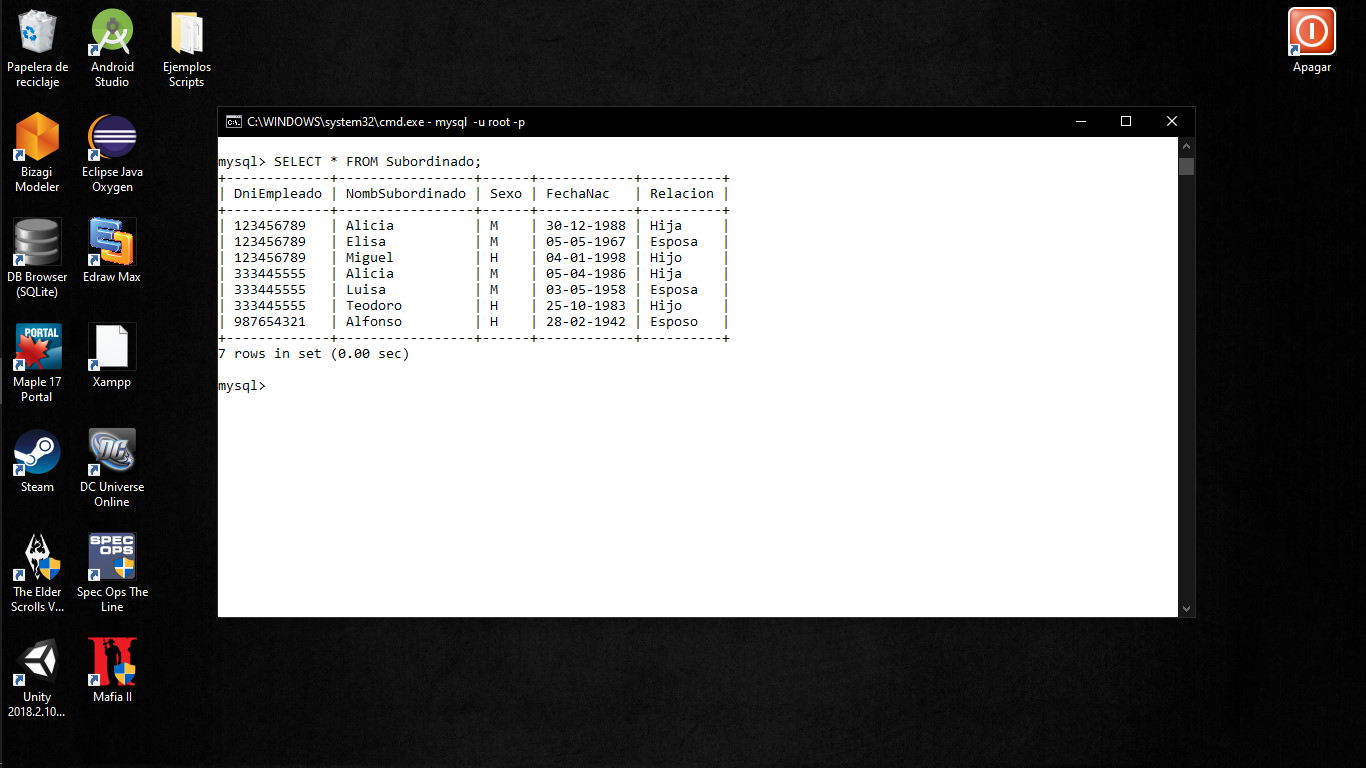 Papelera de
reciclaje
Android
Studio
Ejemplos
Scripts
Apagar
Bizagi
Modeler
Eclipse Java
Oxygen
DB Browser
(SQLite)
Edraw Max
PORTAL
Maple 17
Portal
Xampp
Steam
DC
DC Universe
Online
The Elder
Scrolls V...
SPEC
OPS
Spec Ops The
Line
Unity
2018.2.10...
II
Mafia II
C:\WINDOWS\system32\cmd.exe - mysql  -u root -p
mysql> SELECT * FROM Subordinado;
+-------------+-----------------+------+------------+----------+
| DniEmpleado | NombSubordinado | Sexo | FechaNac   | Relacion |
+-------------+-----------------+------+------------+----------+
| 123456789   | Alicia          | M    | 30-12-1988 | Hija     |
| 123456789   | Elisa           | M    | 05-05-1967 | Esposa   |
| 123456789   | Miguel          | H    | 04-01-1998 | Hijo     |
| 333445555   | Alicia          | M    | 05-04-1986 | Hija     |
| 333445555   | Luisa           | M    | 03-05-1958 | Esposa   |
| 333445555   | Teodoro         | H    | 25-10-1983 | Hijo     |
| 987654321   | Alfonso         | H    | 28-02-1942 | Esposo   |
+-------------+-----------------+------+------------+----------+
7 rows in set (0.00 sec)
mysql>